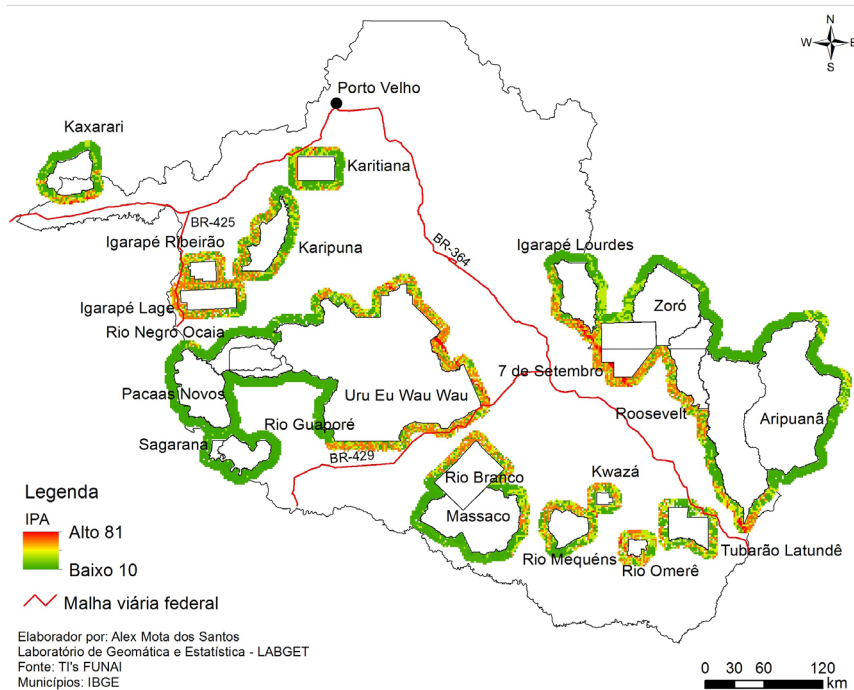 N
W E
S
Porto Velho
Kaxarari
Karitiana
BR-425
Igarapé Ribeirão
Karipuna
BR-364
Igarapé Lourdes
Zoró
Igarapé Lage
Rio Negro Ocaia
7 de Setembro
Pacaas Novos
Uru Eu Wau Wau
Roosevelt
Aripuanã
Rio Guaporé
Sagarana
BR-429
Rio Branco
Kwazá
Massaco
Rio Mequéns
Rio Omerê
Tubarão Latundê
Legenda
IPA
Alto 81
Baixo 10
Malha viária federal
Elaborador por: Alex Mota dos Santos
Laboratório de Geomática e Estatística - LABGET
Fonte: TI's FUNAI
Municípios: IBGE
0 30 60 120
km